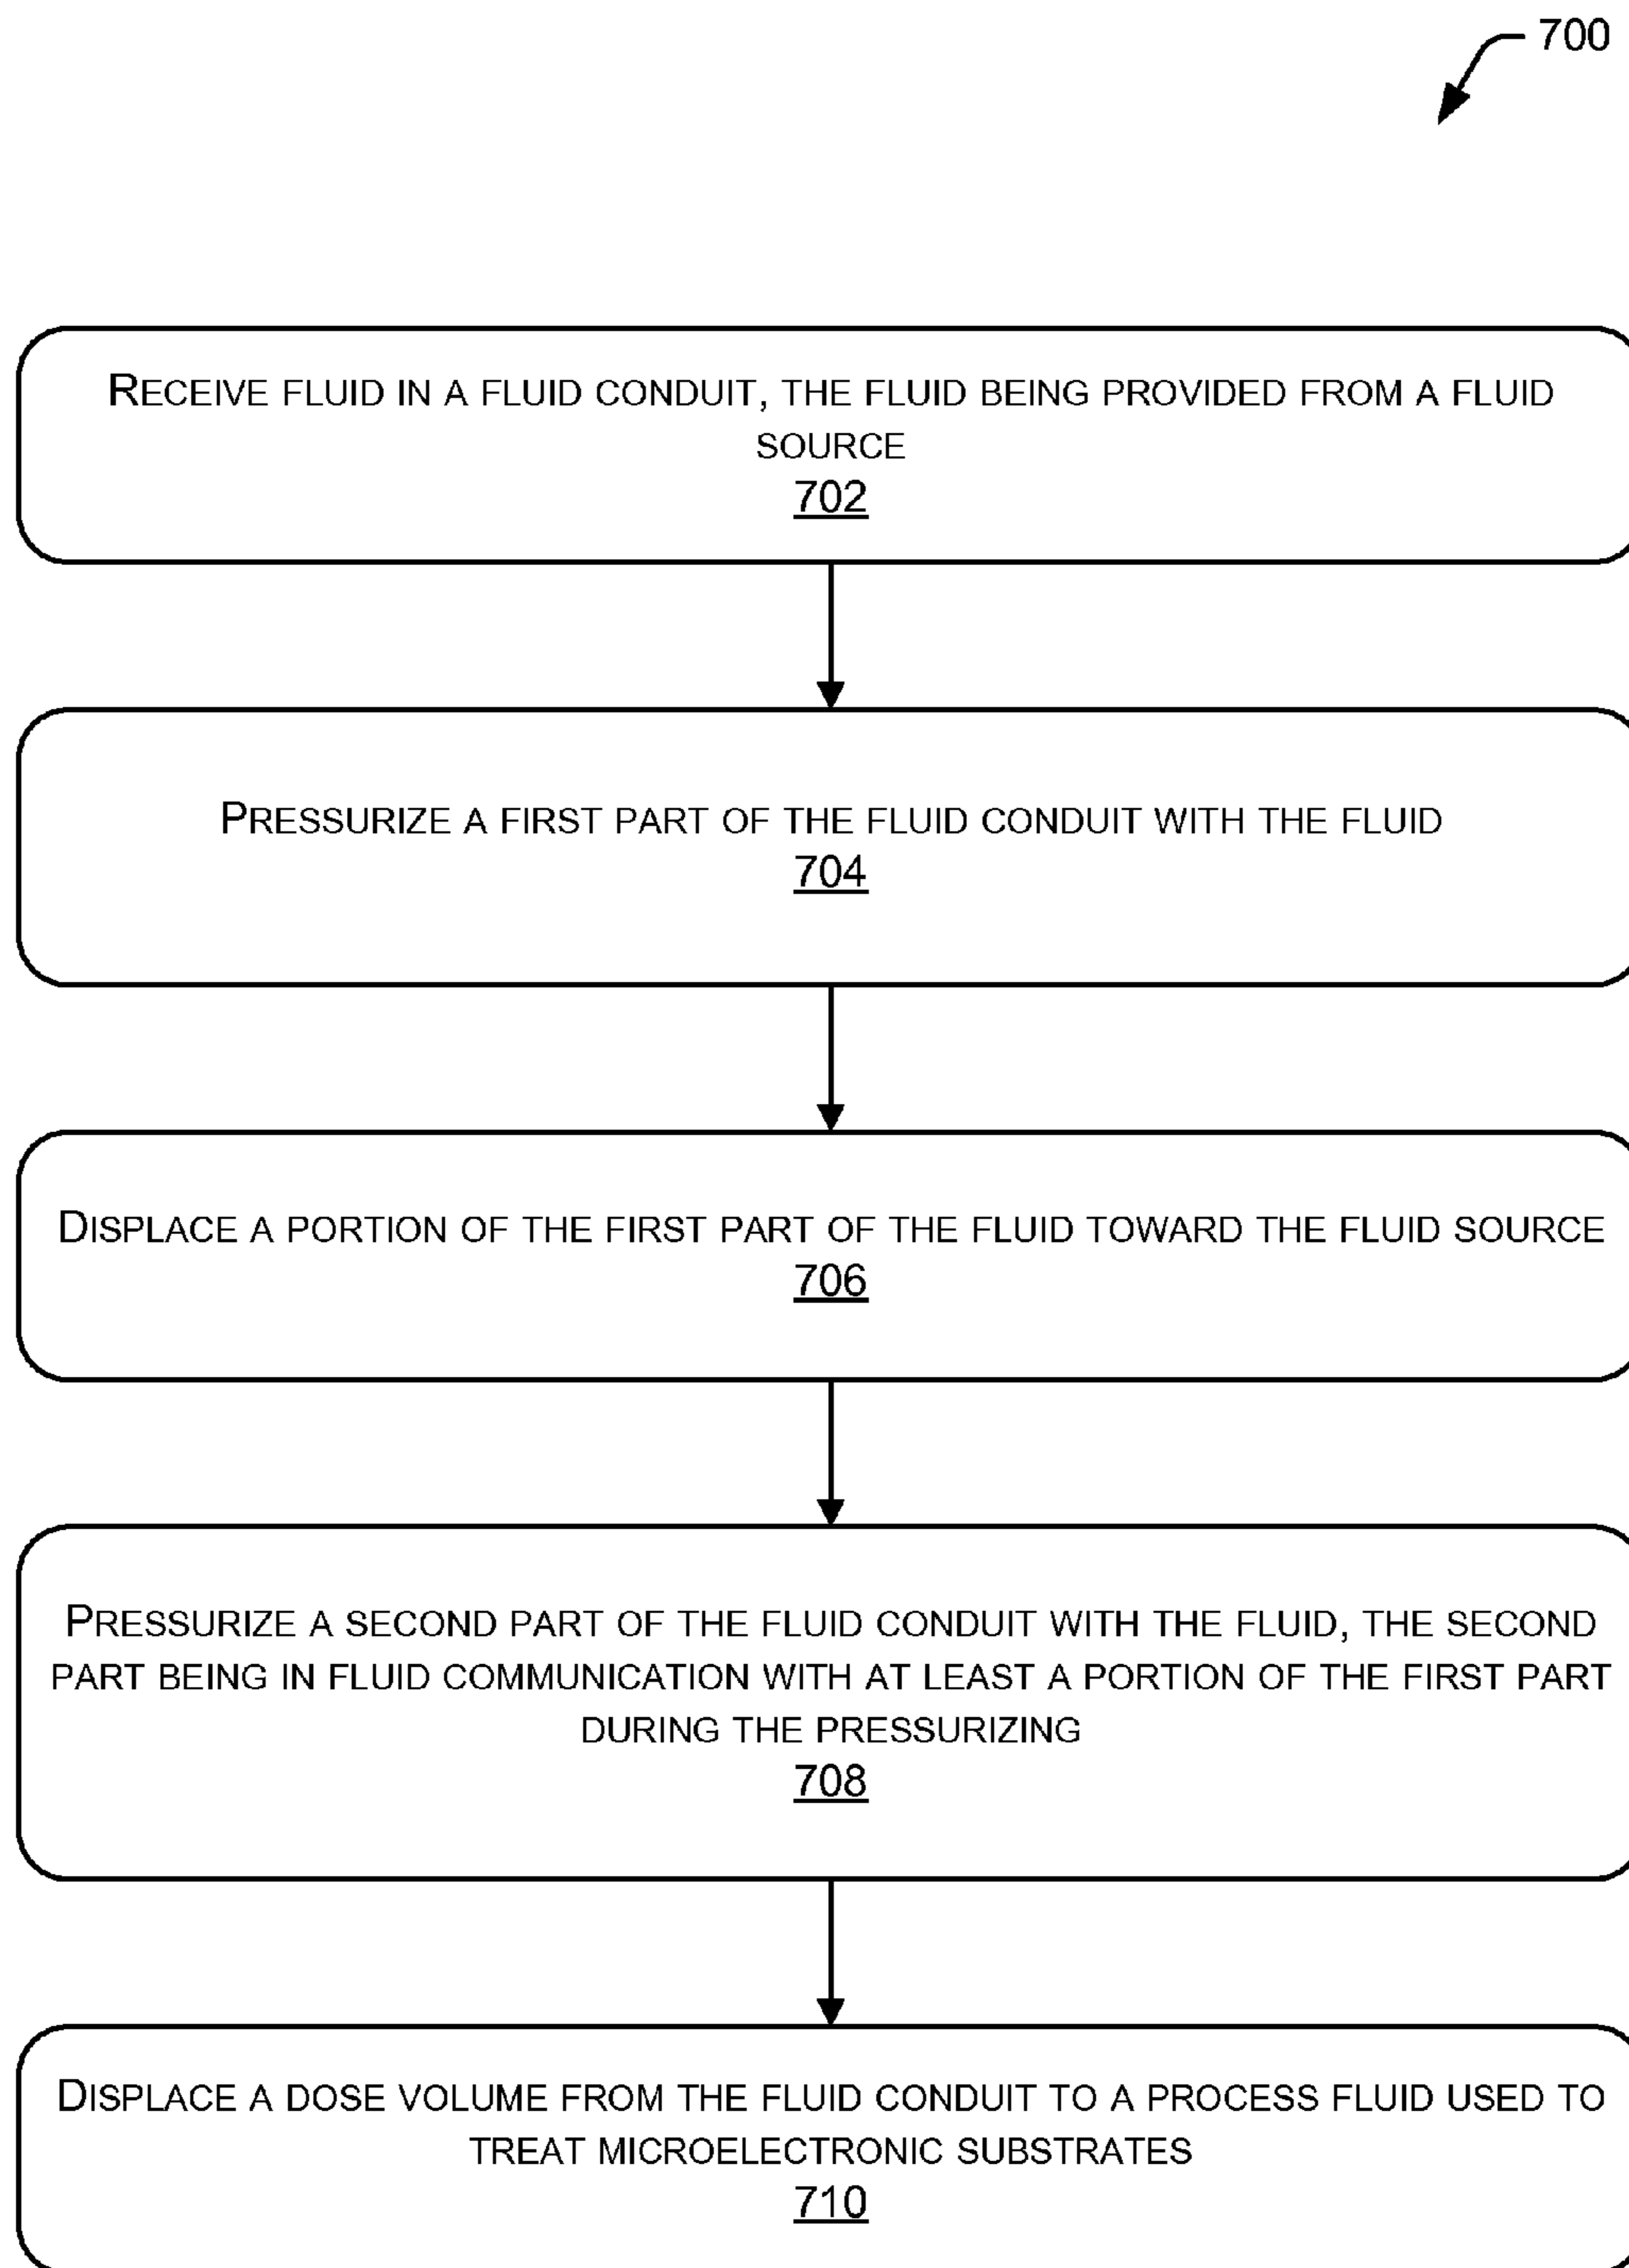 700
RECEIVE FLUID IN A FLUID CONDUIT, THE FLUID BEING PROVIDED FROM A FLUID
SOURCE
702
PRESSURIZE A FIRST PART OF THE FLUID CONDUIT WITH THE FLUID
704
DISPLACE A PORTION OF THE FIRST PART OF THE FLUID TOWARD THE FLUID SOURCE
706
PRESSURIZE A SECOND PART OF THE FLUID CONDUIT WITH THE FLUID, THE SECOND
PART BEING IN FLUID COMMUNICATION WITH AT LEAST A PORTION OF THE FIRST PART
DURING THE PRESSURIZING
708
DISPLACE A DOSE VOLUME FROM THE FLUID CONDUIT TO A PROCESS FLUID USED TO
TREAT MICROELECTRONIC SUBSTRATES
710